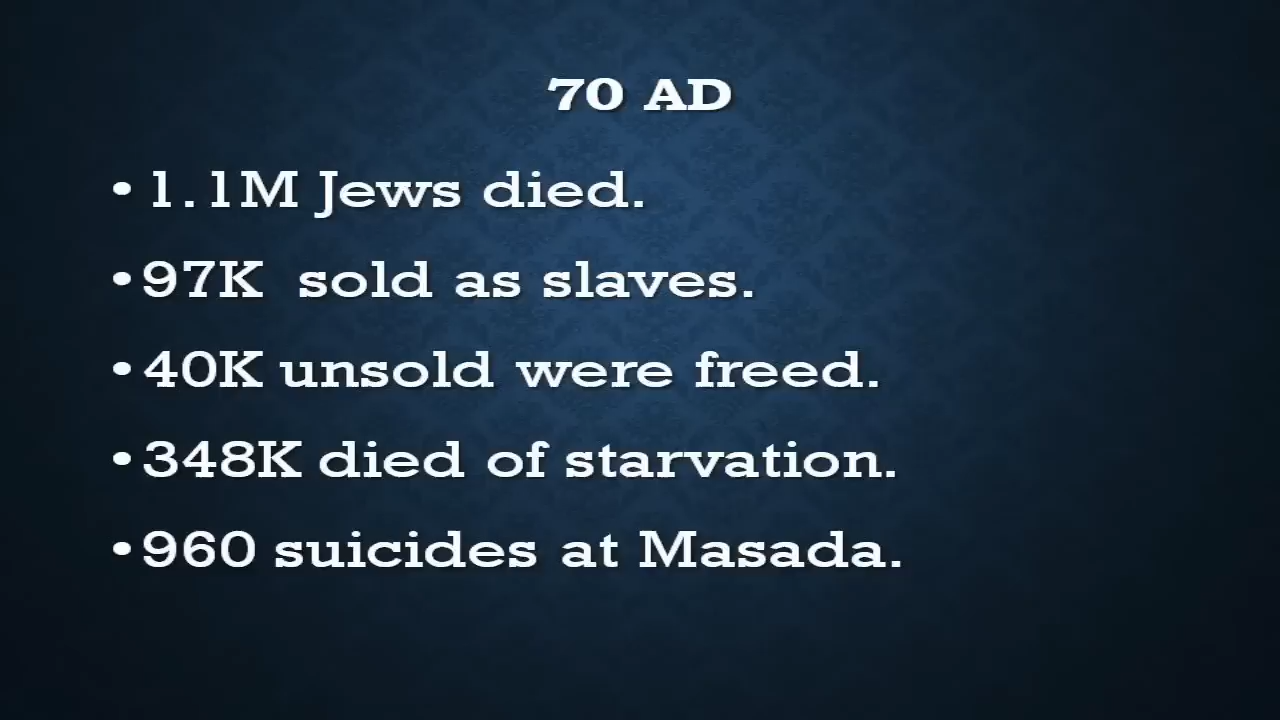 70 AD
•1.1M Jews died.
•97K  sold as slaves.
•40K unsold were freed.
•348K died of starvation.
•960 suicides at Masada.